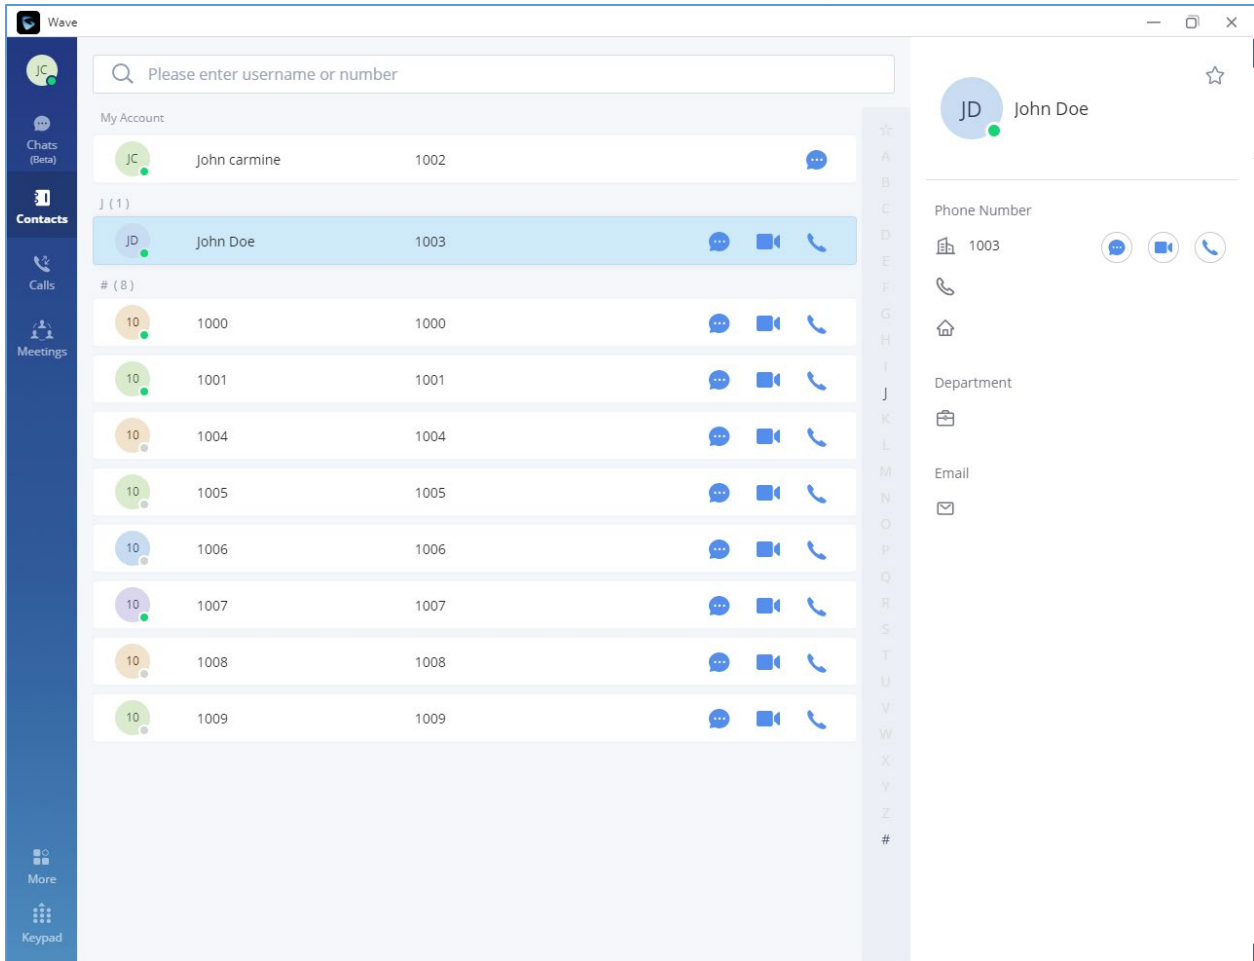 Wave
JC
Chats
(Beta)
Contacts
Calls
Meetings
More
Keypad
Please enter username or number
My Account
JC John carmine 1002
J ( 1 )
JD John Doe 1003
# ( 8 )
10 1000 1000
10 1001 1001
10 1004 1004
10 1005 1005
10 1006 1006
10 1007 1007
10 1008 1008
10 1009 1009
A
B
C
D
E
F
G
H
I
J
K
L
M
N
O
P
Q
R
S
T
U
V
W
X
Y
Z
#
JD John Doe
Phone Number
1003
Department
Email